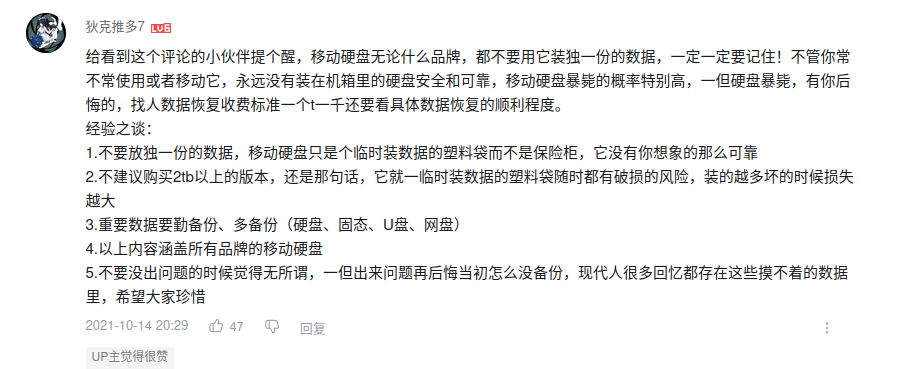 狄克推多7 LV6
给看到这个评论的小伙伴提个醒，移动硬盘无论什么品牌，都不要用它装独一份的数据，一定一定要记住！不管你常
不常使用或者移动它，永远没有装在机箱里的硬盘安全和可靠，移动硬盘暴毙的概率特别高，一但硬盘暴毙，有你后
悔的，找人数据恢复收费标准一个t一千还要看具体数据恢复的顺利程度。
经验之谈：
1.不要放独一份的数据，移动硬盘只是个临时装数据的塑料袋而不是保险柜，它没有你想象的那么可靠
2.不建议购买2tb以上的版本，还是那句话，它就一临时装数据的塑料袋随时都有破损的风险，装的越多坏的时候损失
越大
3.重要数据要勤备份、多备份（硬盘、固态、U盘、网盘）
4.以上内容涵盖所有品牌的移动硬盘
5.不要没出问题的时候觉得无所谓，一但出来问题再后悔当初怎么没备份，现代人很多回忆都存在这些摸不着的数据
里，希望大家珍惜
2021-10-14 20:29 47 回复
UP主觉得很赞